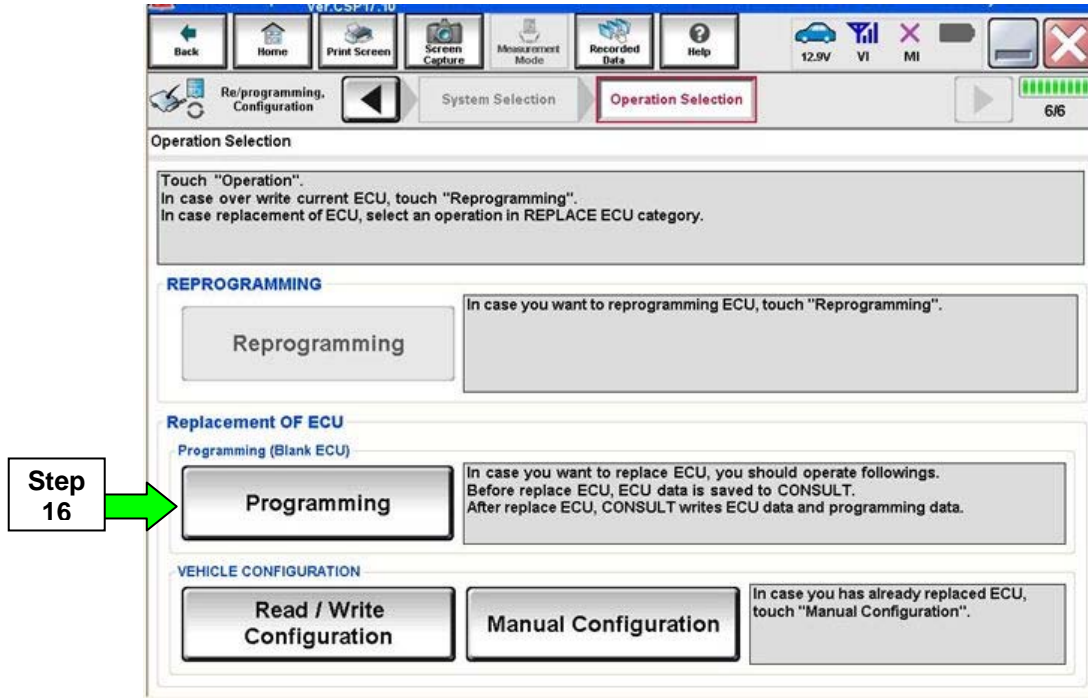 Ver.CSP17.10
Back
Home
Print Screen
Screen
Capture
Measurement
Mode
Recorded
Data
Help
12.9V
VI
MI
Re/programming,
Configuration
System Selection
Operation Selection
6/6
Operation Selection
Touch "Operation".
In case over write current ECU, touch "Reprogramming".
In case replacement of ECU, select an operation in REPLACE ECU category.
REPROGRAMMING
Reprogramming
In case you want to reprogramming ECU, touch "Reprogramming".
Replacement OF ECU
Programming (Blank ECU)
Step
16
Programming
In case you want to replace ECU, you should operate followings.
Before replace ECU, ECU data is saved to CONSULT.
After replace ECU, CONSULT writes ECU data and programming data.
VEHICLE CONFIGURATION
Read / Write
Configuration
Manual Configuration
In case you has already replaced ECU,
touch "Manual Configuration".